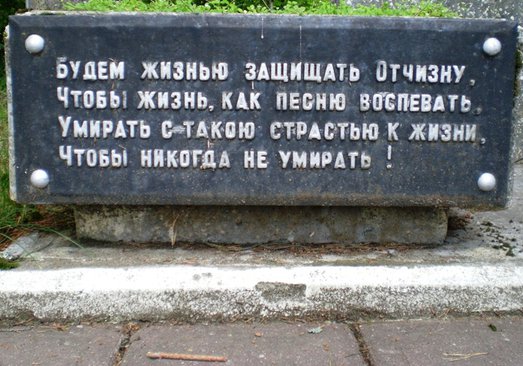 Будем жизнью защищать Отчизну,
Чтобы жизнь, как песню воспевать,
Умирать с такою страстью к жизни,
Чтобы никогда не умирать !